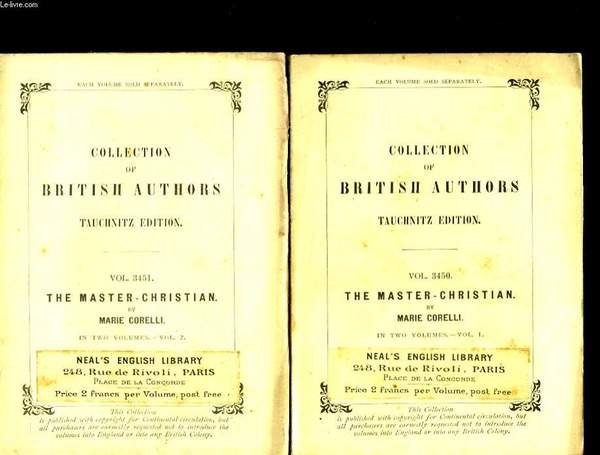 © Le-livre.com
EACH VOLUME SOLD SEPARATELY.
COLLECTION
OF
BRITISH AUTHORS
TAUCHNITZ EDITION.
VOL. 3451.
THE MASTER-CHRISTIAN.
BY
MARIE CORELLI.
IN TWO VOLUMES.—VOL. 2.
NEAL'S ENGLISH LIBRARY
248, Rue de Rivoli, PARIS
PLACE DE LA CONCORDE
Price 2 francs per Volume, post free
This Collection
is published with copyright for Continental circulation, but
all purchasers are earnestly requested not to introduce the
volumes into England or into any British Colony.
EACH VOLUME SOLD SEPARATELY.
COLLECTION
OF
BRITISH AUTHORS
TAUCHNITZ EDITION.
VOL. 3450.
THE MASTER-CHRISTIAN.
BY
MARIE CORELLI.
IN TWO VOLUMES.—VOL. 1.
NEAL'S ENGLISH LIBRARY
248, Rue de Rivoli, PARIS
PLACE DE LA CONCORDE
Price 2 francs per Volume, post free
This Collection
is published with copyright for Continental circulation, but
all purchasers are earnestly requested not to introduce the
volumes into England or into any British Colony.